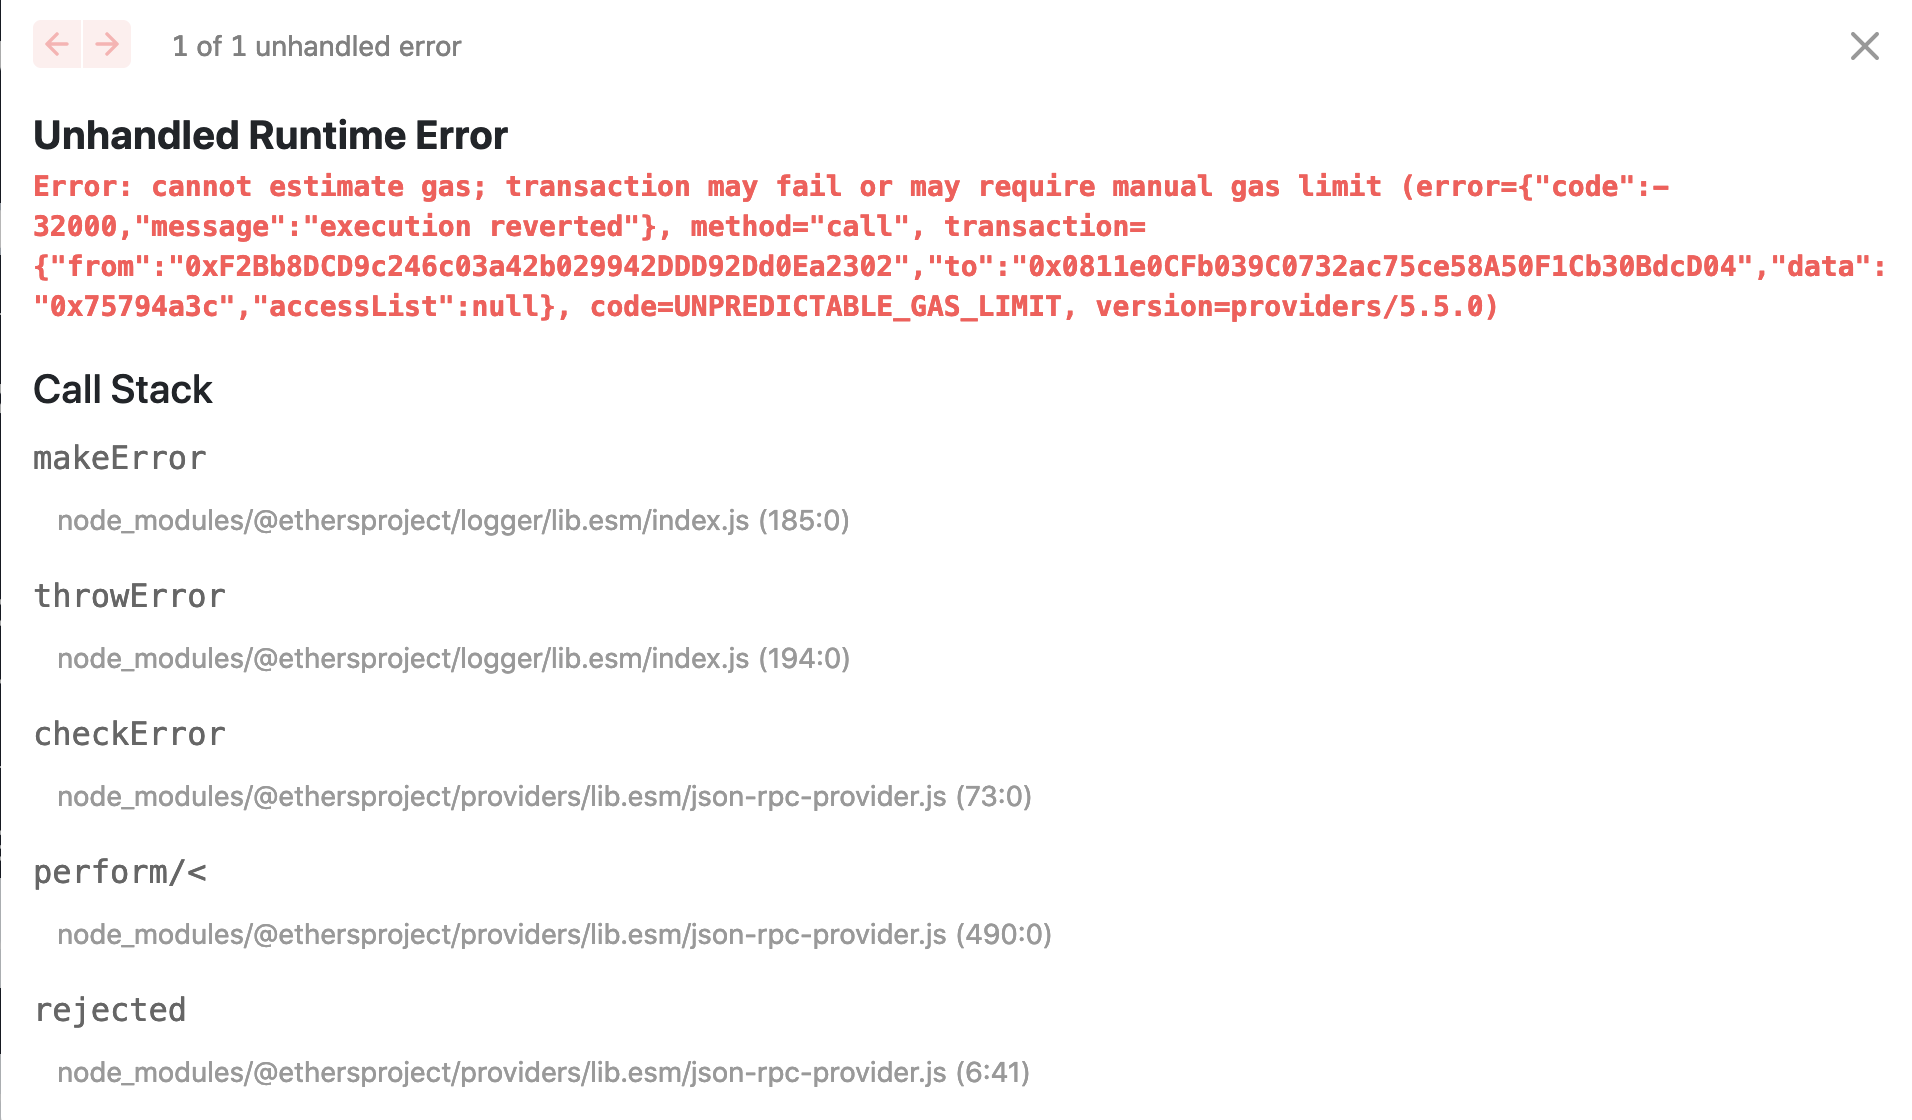 1 of 1 unhandled error
Unhandled Runtime Error
Error: cannot estimate gas; transaction may fail or may require manual gas limit (error={"code":-
32000,"message":"execution reverted"}, method="call", transaction=
{"from":"0xF2Bb8DCD9c246c03a42b029942DDD92Dd0Ea2302","to":"0x0811e0CFb039C0732ac75ce58A50F1Cb30BdcD04","data":
"0x75794a3c","accessList":null}, code=UNPREDICTABLE_GAS_LIMIT, version=providers/5.5.0)
Call Stack
makeError
node_modules/@ethersproject/logger/lib.esm/index.js (185:0)
throwError
node_modules/@ethersproject/logger/lib.esm/index.js (194:0)
checkError
node_modules/@ethersproject/providers/lib.esm/json-rpc-provider.js (73:0)
perform/<
node_modules/@ethersproject/providers/lib.esm/json-rpc-provider.js (490:0)
rejected
node_modules/@ethersproject/providers/lib.esm/json-rpc-provider.js (6:41)